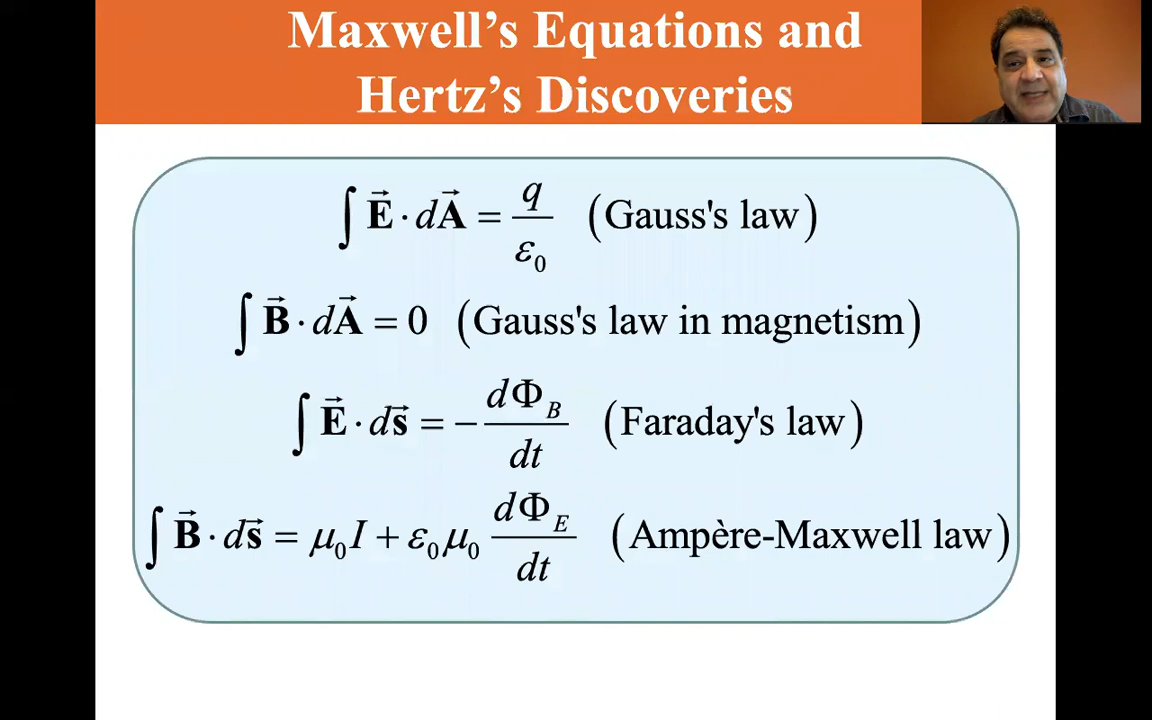 Maxwell’s Equations and
Hertz’s Discoveries
∫ E⃗ · dA⃗ = q/ε₀ (Gauss's law)
∫ B⃗ · dA⃗ = 0 (Gauss's law in magnetism)
∫ E⃗ · ds⃗ = − dΦ_B/dt (Faraday's law)
∫ B⃗ · ds⃗ = μ₀I + ε₀μ₀ dΦ_E/dt (Ampère-Maxwell law)